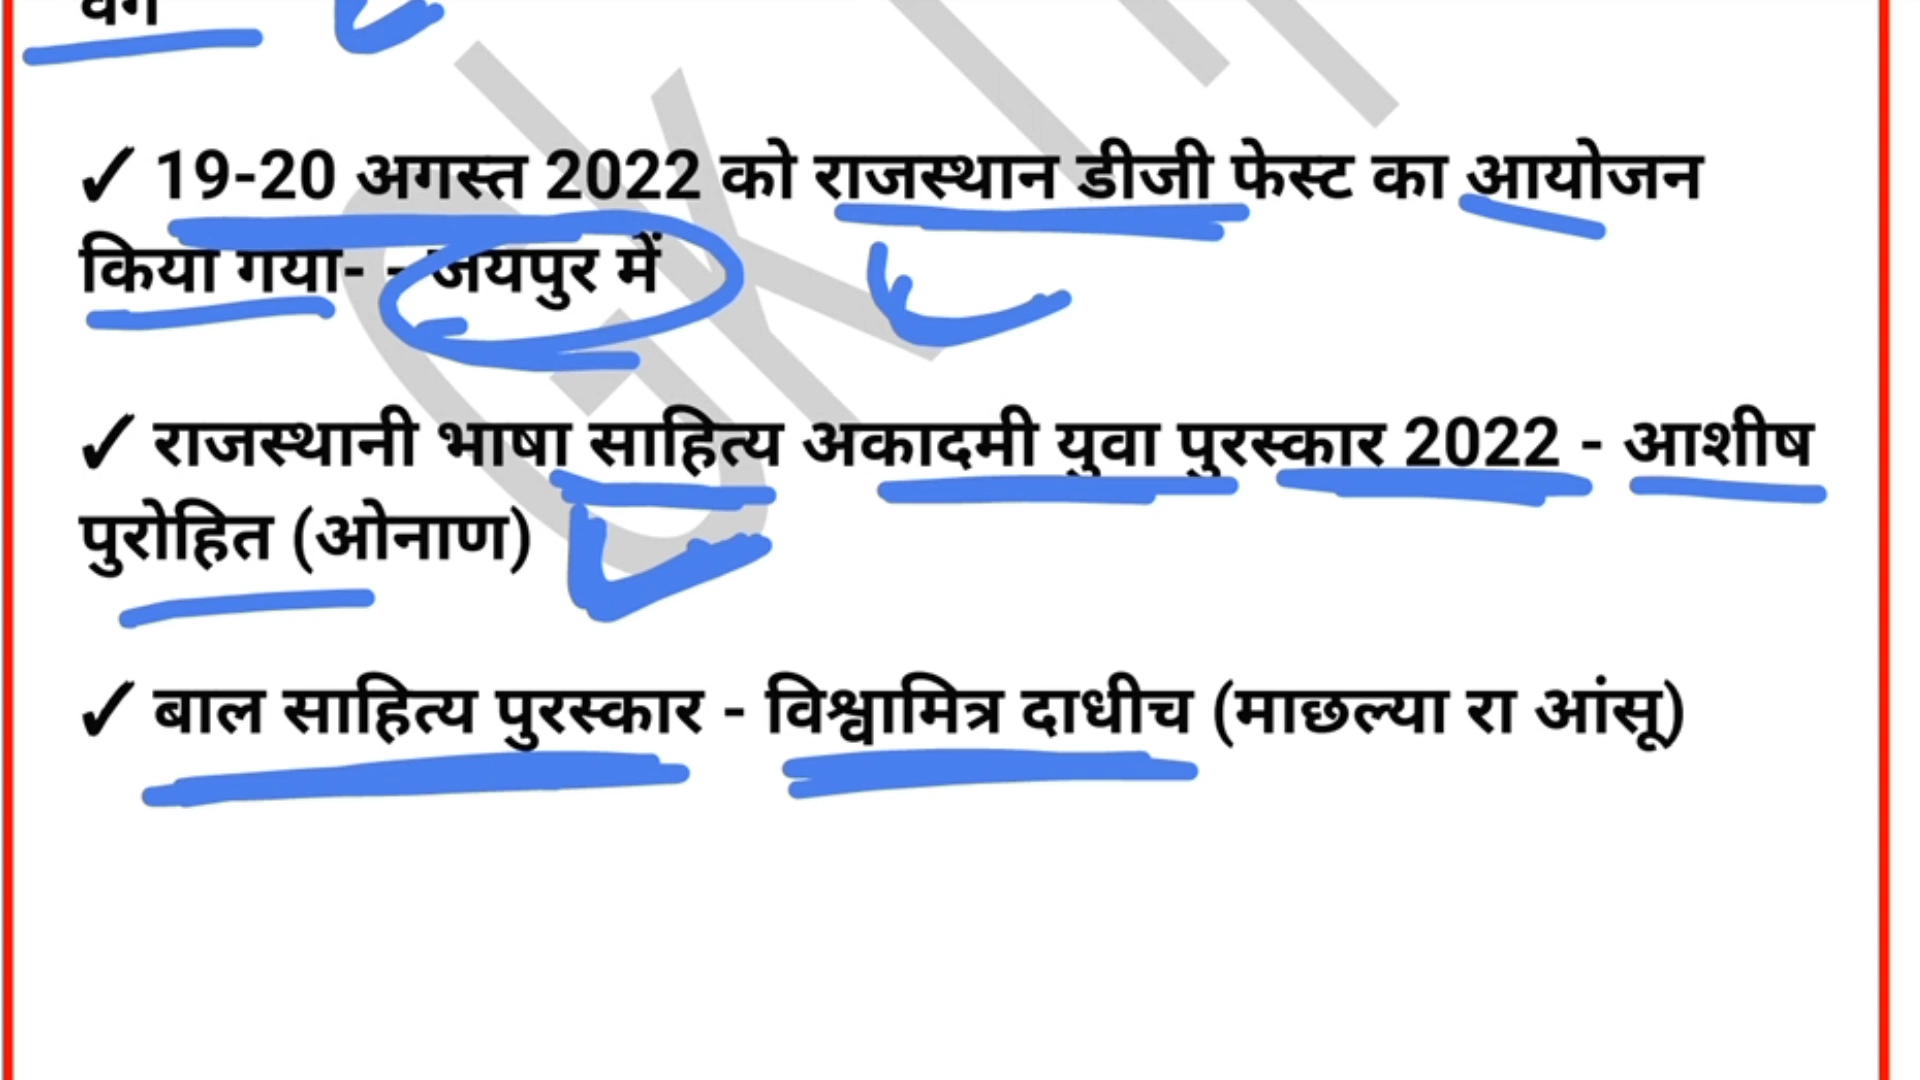 ✓ 19-20 अगस्त 2022 को राजस्थान डीजी फेस्ट का आयोजन
किया गया- - जयपुर में
✓ राजस्थानी भाषा साहित्य अकादमी युवा पुरस्कार 2022 - आशीष
पुरोहित (ओनाण)
✓ बाल साहित्य पुरस्कार - विश्वामित्र दाधीच (माछल्या रा आंसू)